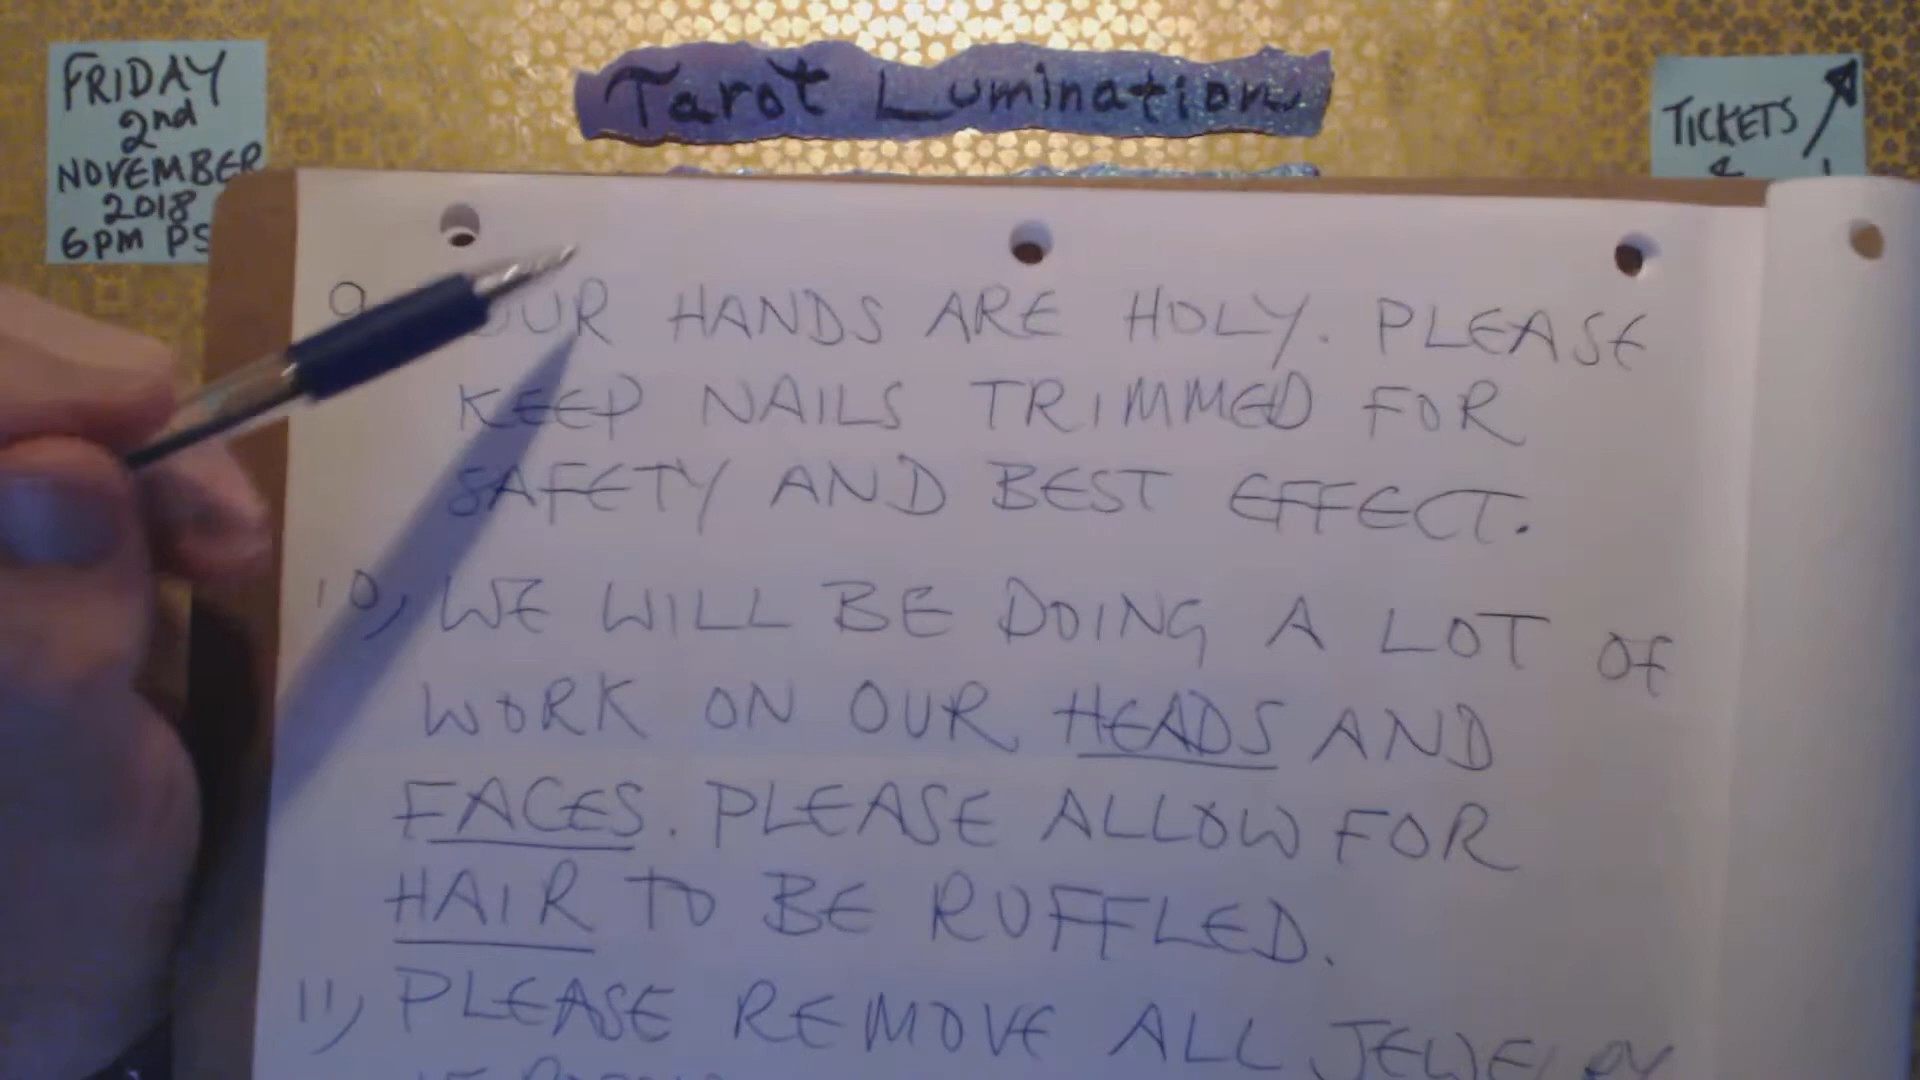 FRIDAY
2nd
NOVEMBER
2018
6PM
Tarot Lumination
TICKETS
9 OUR HANDS ARE HOLY. PLEASE
KEEP NAILS TRIMMED FOR
SAFETY AND BEST EFFECT.
10, WE WILL BE DOING A LOT OF
WORK ON OUR HEADS AND
FACES. PLEASE ALLOW FOR
HAIR TO BE RUFFLED.
11, PLEASE REMOVE ALL JEWELRY